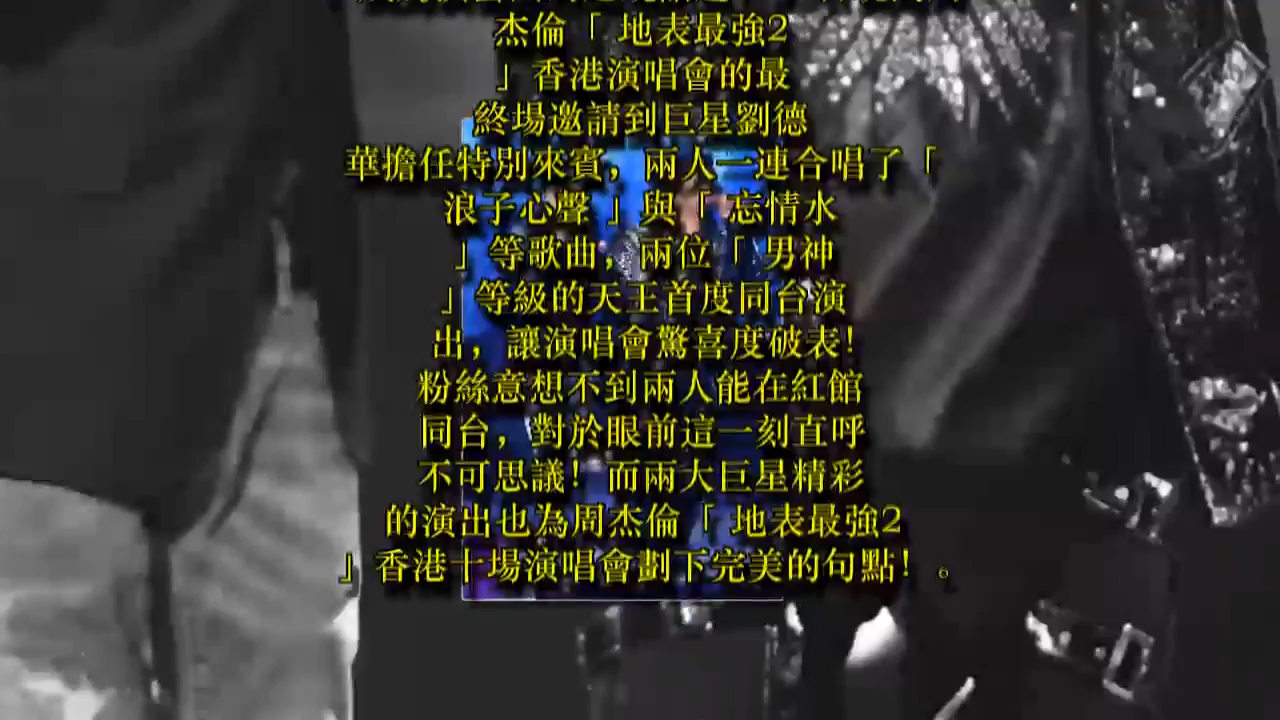 杰倫「 地表最強2
」香港演唱會的最
終場邀請到巨星劉德
華擔任特別來賓，兩人一連合唱了「
浪子心聲 」與「 忘情水
」等歌曲，兩位「 男神
」等級的天王首度同台演
出，讓演唱會驚喜度破表！
粉絲意想不到兩人能在紅館
同台，對於眼前這一刻直呼
不可思議！而兩大巨星精彩
的演出也為周杰倫「 地表最強2
」香港十場演唱會劃下完美的句點！。